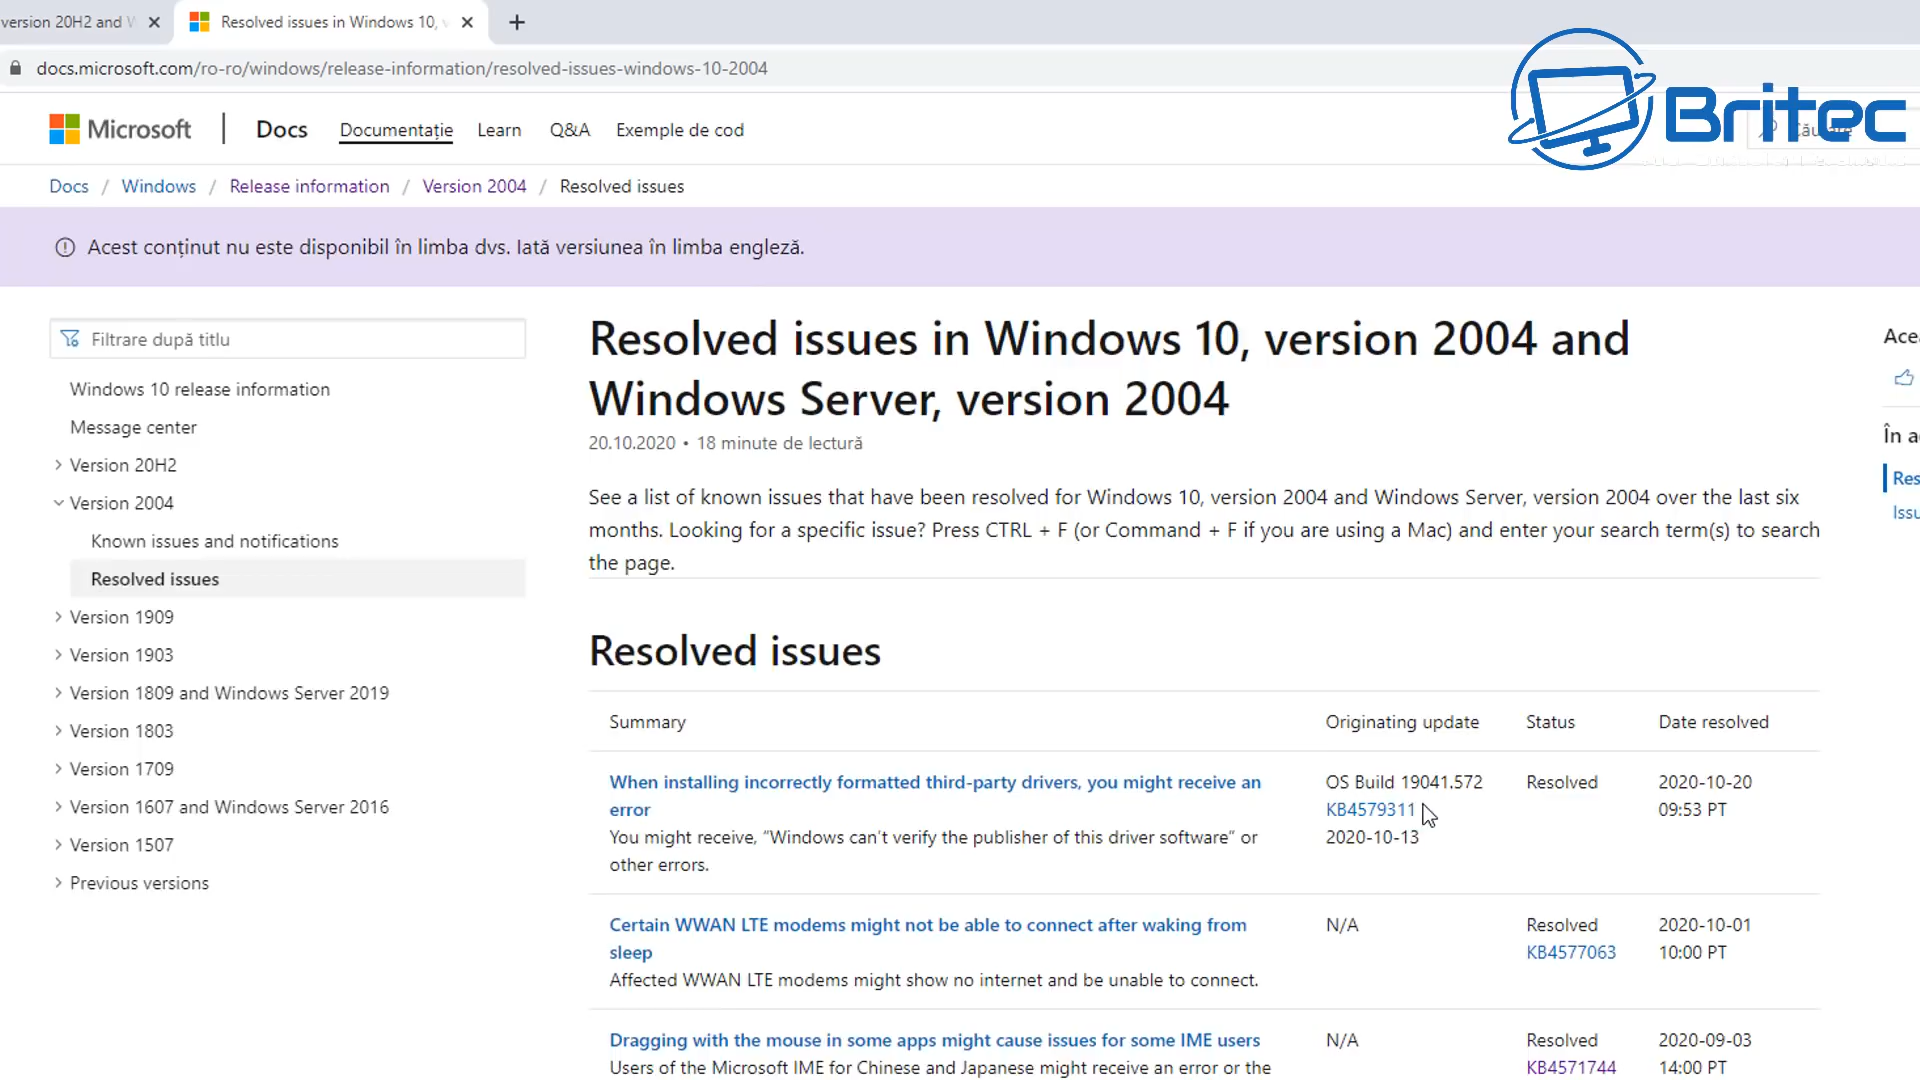 version 20H2 and W
Resolved issues in Windows 10, v
docs.microsoft.com/ro-ro/windows/release-information/resolved-issues-windows-10-2004
Britec
Microsoft
Docs
Documentație
Learn
Q&A
Exemple de cod
Căutare
Docs / Windows / Release information / Version 2004 / Resolved issues
Acest conținut nu este disponibil în limba dvs. Iată versiunea în limba engleză.
Filtrare după titlu
Windows 10 release information
Message center
Version 20H2
Version 2004
Known issues and notifications
Resolved issues
Version 1909
Version 1903
Version 1809 and Windows Server 2019
Version 1803
Version 1709
Version 1607 and Windows Server 2016
Version 1507
Previous versions
Resolved issues in Windows 10, version 2004 and
Windows Server, version 2004
20.10.2020 • 18 minute de lectură
See a list of known issues that have been resolved for Windows 10, version 2004 and Windows Server, version 2004 over the last six
months. Looking for a specific issue? Press CTRL + F (or Command + F if you are using a Mac) and enter your search term(s) to search
the page.
Resolved issues
Summary
Originating update
Status
Date resolved
When installing incorrectly formatted third-party drivers, you might receive an
error
You might receive, “Windows can’t verify the publisher of this driver software” or
other errors.
OS Build 19041.572
KB4579311
2020-10-13
Resolved
2020-10-20
09:53 PT
Certain WWAN LTE modems might not be able to connect after waking from
sleep
Affected WWAN LTE modems might show no internet and be unable to connect.
N/A
Resolved
KB4577063
2020-10-01
10:00 PT
Dragging with the mouse in some apps might cause issues for some IME users
Users of the Microsoft IME for Chinese and Japanese might receive an error or the
N/A
Resolved
KB4571744
2020-09-03
14:00 PT
Acea
În a
Res
Issu